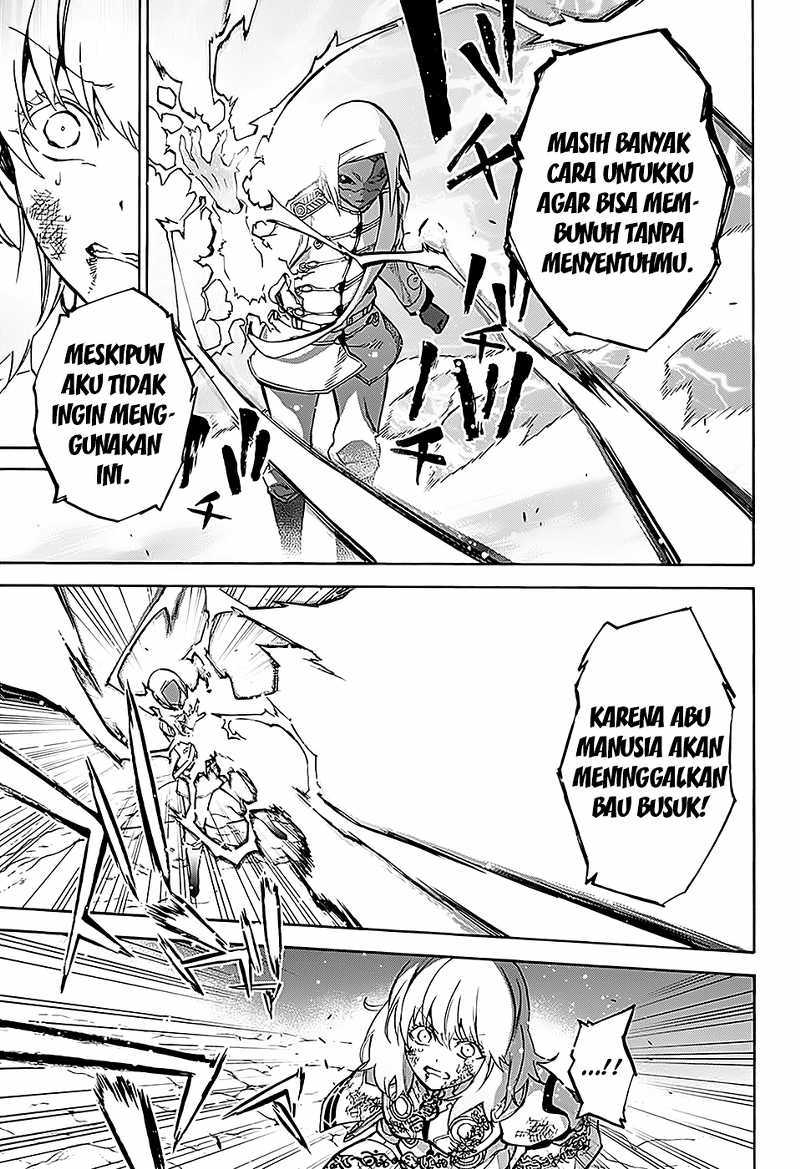 MASIH BANYAK
CARA UNTUKKU
AGAR BISA MEM-
BUNUH TANPA
MENYENTUHMU.
MESKIPUN
AKU TIDAK
INGIN MENG-
GUNAKAN
INI.
KARENA ABU
MANUSIA AKAN
MENINGGALKAN
BAU BUSUK!
...!!